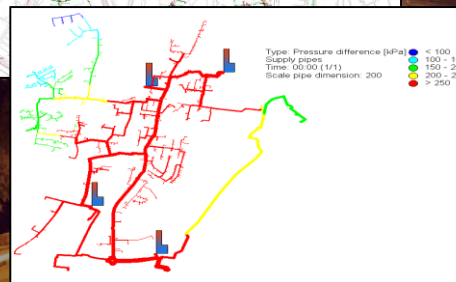 Type: Pressure difference [kPa] < 100
Supply pipes 100 - 1
Time: 00:00 (1/1) 150 - 2
Scale pipe dimension: 200 200 - 2
> 250